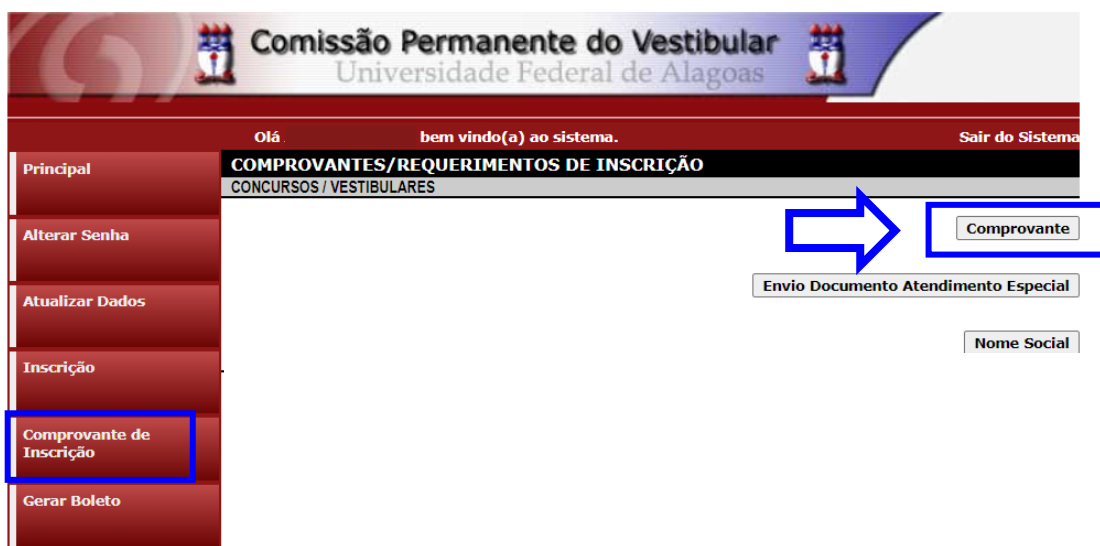 Comissão Permanente do Vestibular
Universidade Federal de Alagoas
Olá bem vindo(a) ao sistema. Sair do Sistema
Principal
COMPROVANTES/REQUERIMENTOS DE INSCRIÇÃO
CONCURSOS / VESTIBULARES
Comprovante
Alterar Senha
Envio Documento Atendimento Especial
Atualizar Dados
Nome Social
Inscrição
Comprovante de
Inscrição
Gerar Boleto